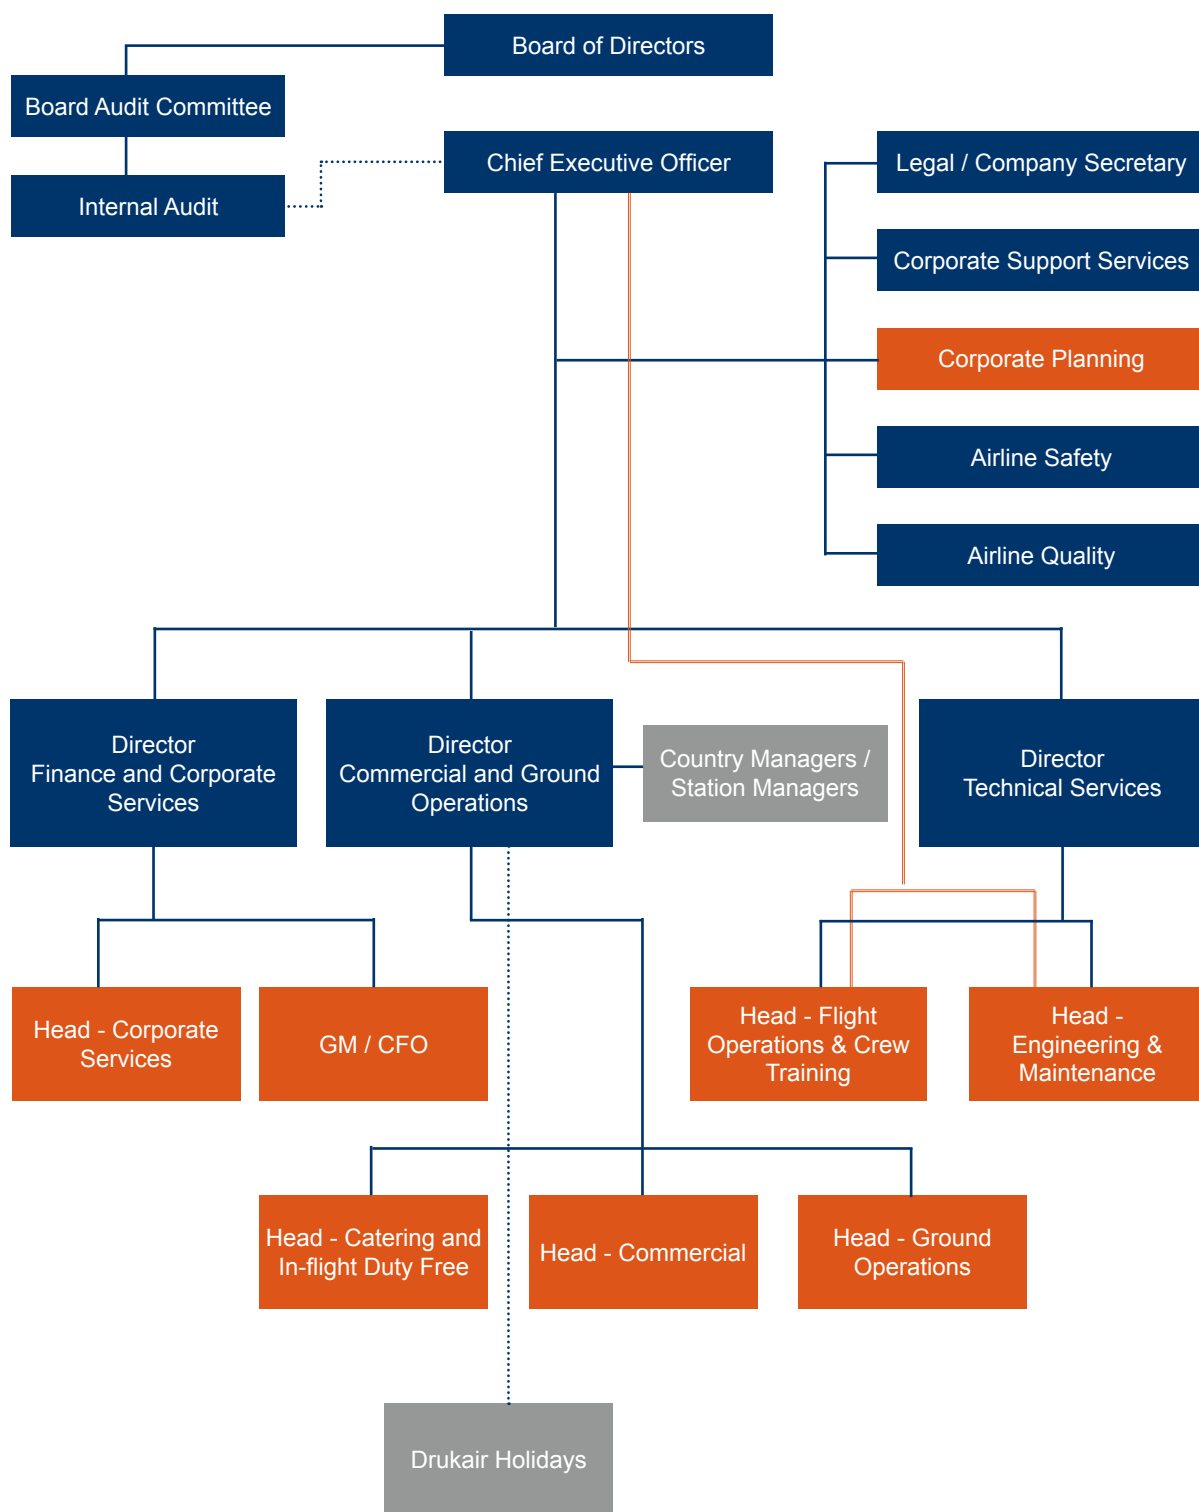 Board of Directors
Board Audit Committee
Chief Executive Officer
Internal Audit
Legal / Company Secretary
Corporate Support Services
Corporate Planning
Airline Safety
Airline Quality
Director
Finance and Corporate
Services
Director
Commercial and Ground
Operations
Country Managers /
Station Managers
Director
Technical Services
Head - Corporate
Services
GM / CFO
Head - Flight
Operations & Crew
Training
Head -
Engineering &
Maintenance
Head - Catering and
In-flight Duty Free
Head - Commercial
Head - Ground
Operations
Drukair Holidays